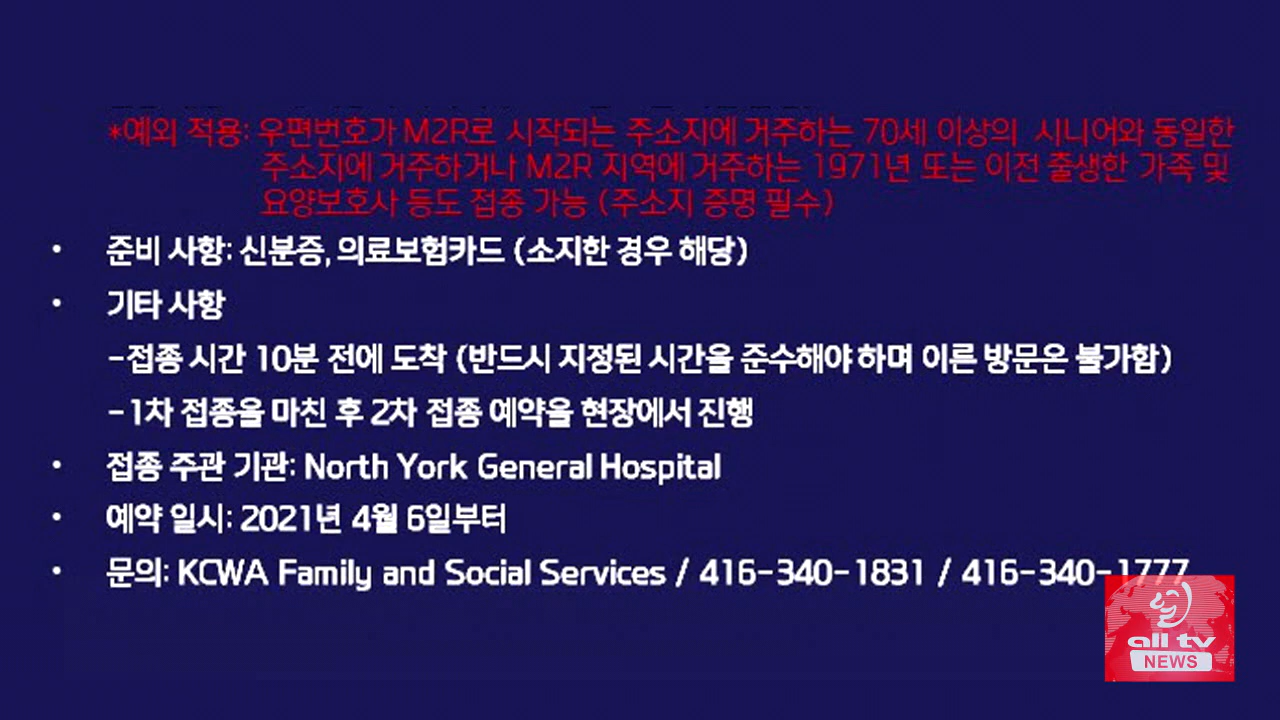 *예외 적용: 우편번호가 M2R로 시작되는 주소지에 거주하는 70세 이상의 시니어와 동일한
주소지에 거주하거나 M2R 지역에 거주하는 1971년 또는 이전 출생한 가족 및
요양보호사 등도 접종 가능 (주소지 증명 필수)
• 준비 사항: 신분증, 의료보험카드 (소지한 경우 해당)
• 기타 사항
-접종 시간 10분 전에 도착 (반드시 지정된 시간을 준수해야 하며 이른 방문은 불가함)
-1차 접종을 마친 후 2차 접종 예약을 현장에서 진행
• 접종 주관 기관: North York General Hospital
• 예약 일시: 2021년 4월 6일부터
• 문의: KCWA Family and Social Services / 416-340-1831 / 416-340-1777
all tv
NEWS